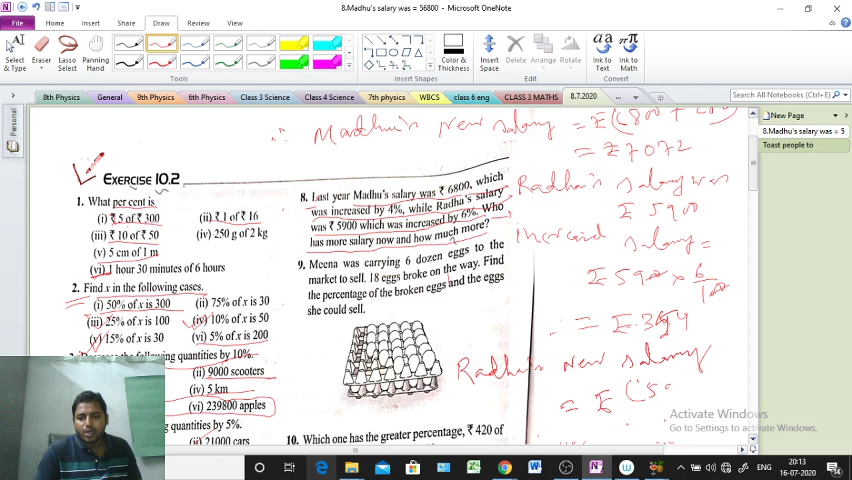 8.Madhu's salary was = 56800 - Microsoft OneNote
File Home Insert Draw History Review View
Select & Type
Eraser
Lasso Select
Panning Hand
Color & Thickness
Insert Space
Delete
Arrange
Rotate
Ink to Text
Ink to Math
Tools
Insert Shapes
Edit
Convert
8th Physics General 9th Physics 6th Physics Class 3 Science Class 4 Science 7th physics WBCS class 6 eng CLASS 3 MATHS 8.7.2020 ...
Search All Notebooks (Ctrl+E)
Personal
New Page
8.Madhu's salary was = 5
Toast people to
EXERCISE 10.2
1. What per cent is
(i) ₹ 5 of ₹ 300 (ii) ₹ 1 of ₹ 16
(iii) ₹ 10 of ₹ 50 (iv) 250 g of 2 kg
(v) 5 cm of 1 m
(vi) 1 hour 30 minutes of 6 hours
2. Find x in the following cases.
(i) 50% of x is 300 (ii) 75% of x is 30
(iii) 25% of x is 100 (iv) 10% of x is 50
(v) 15% of x is 30 (vi) 5% of x is 200
following quantities by 10%.
(ii) 9000 scooters
(iv) 5 km
(vi) 239800 apples
quantities by 5%.
(ii) 21000 cars
8. Last year Madhu's salary was ₹ 6800, which
was increased by 4%, while Radha's salary
was ₹ 5900 which was increased by 6%. Who
has more salary now and how much more?
9. Meena was carrying 6 dozen eggs to the
market to sell. 18 eggs broke on the way. Find
the percentage of the broken eggs and the eggs
she could sell.
10. Which one has the greater percentage, ₹ 420 of
∴ Madhu's New salary = ₹ (6800 +
= ₹ 7072
Radha's salary was
₹ 5900
Increased salary =
₹ 5900 × 6/100
= ₹ 354
Radha's new salary
= ₹ (5
Activate Windows
Go to Settings to activate Windows.
ENG
20:13
16-07-2020